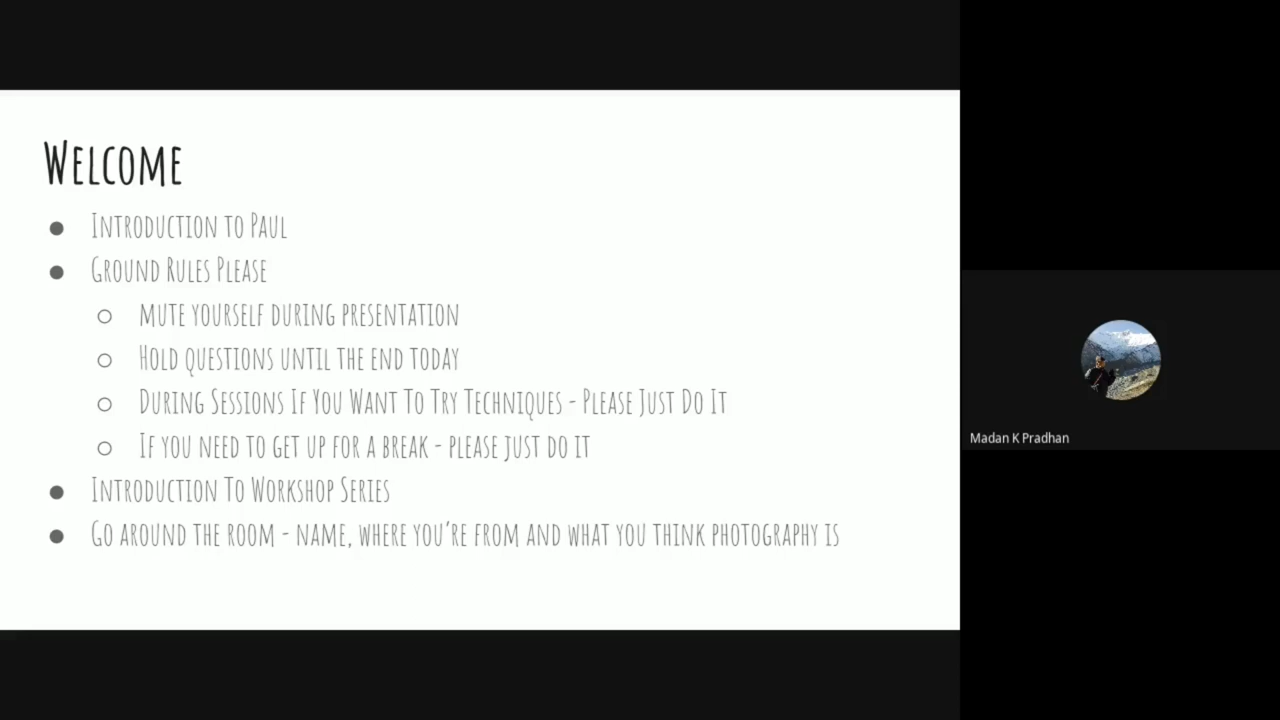 Welcome
Introduction to Paul
Ground Rules Please
mute yourself during presentation
Hold questions until the end today
During Sessions If You Want To Try Techniques - Please Just Do It
If you need to get up for a break - please just do it
Introduction To Workshop Series
Go around the room - name, where you’re from and what you think photography is
Madan K Pradhan